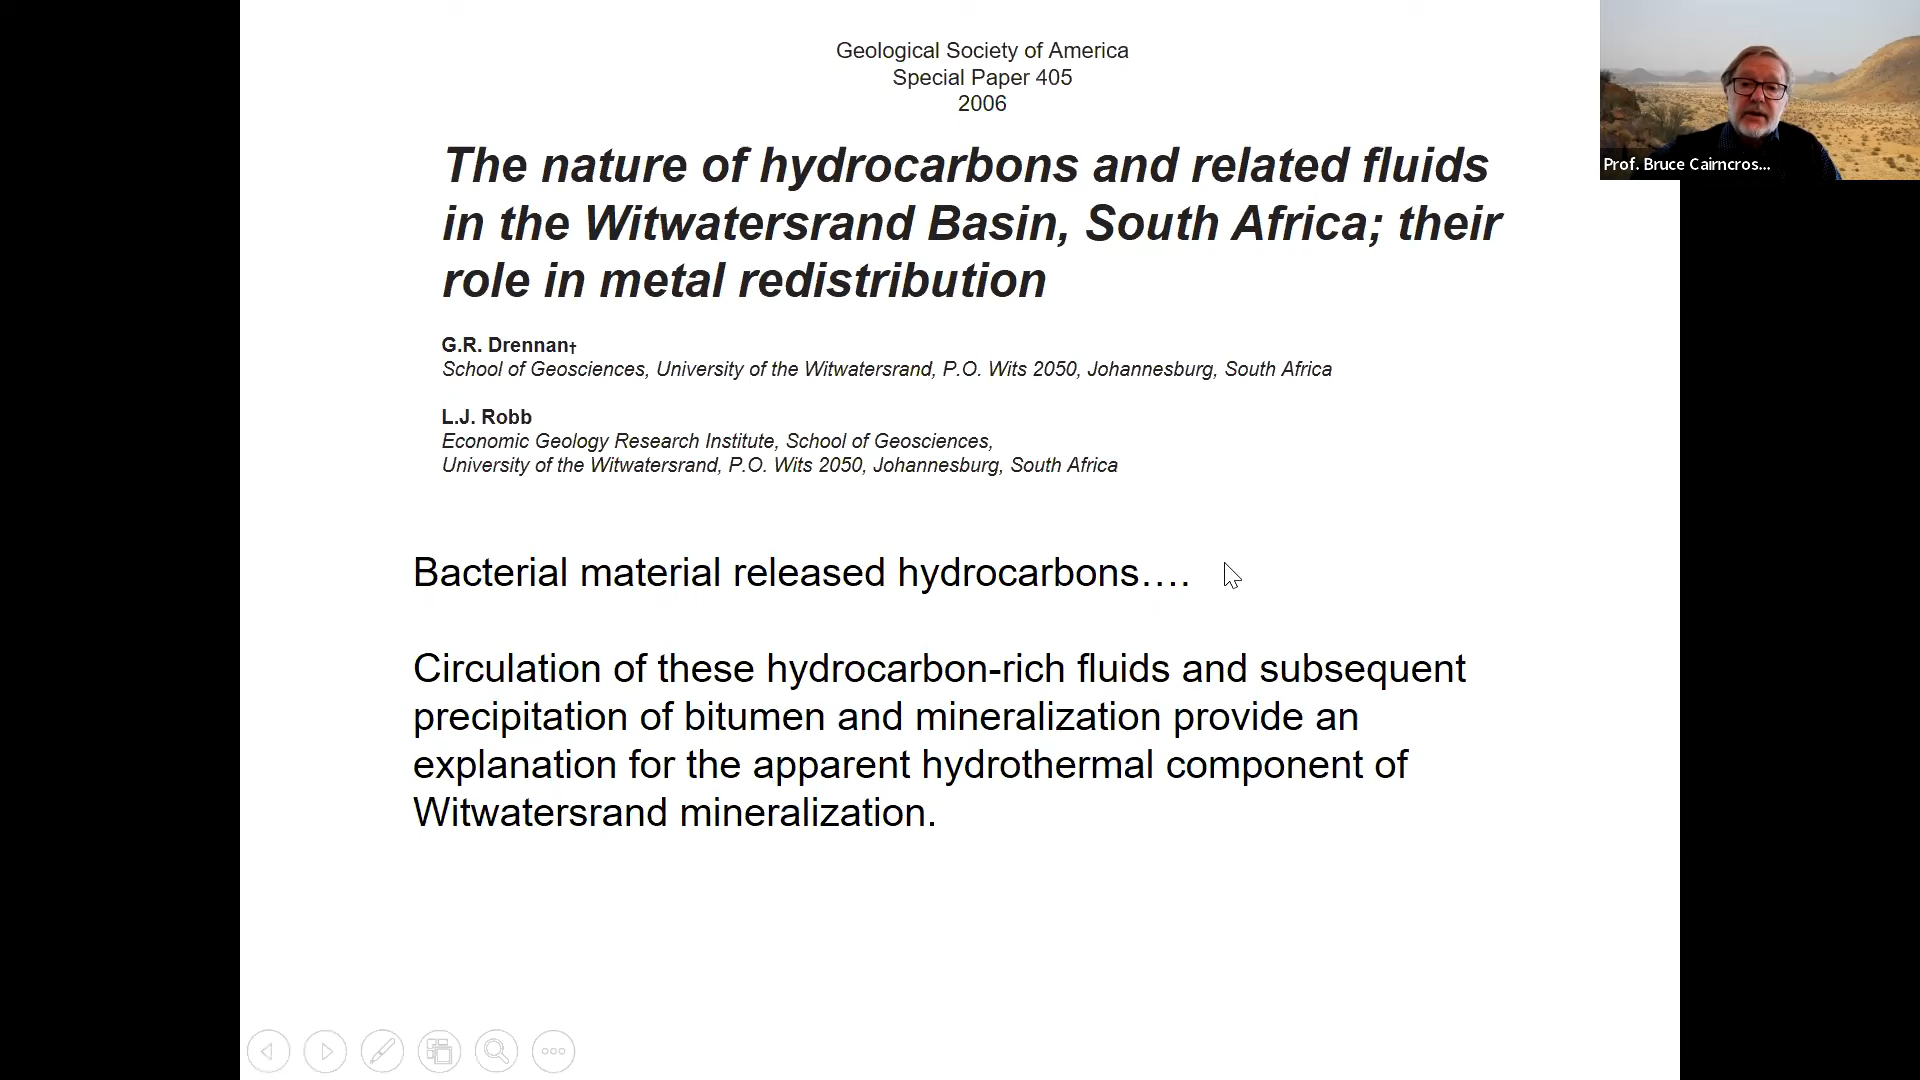 Geological Society of America
Special Paper 405
2006
The nature of hydrocarbons and related fluids
in the Witwatersrand Basin, South Africa; their
role in metal redistribution
G.R. Drennan†
School of Geosciences, University of the Witwatersrand, P.O. Wits 2050, Johannesburg, South Africa
L.J. Robb
Economic Geology Research Institute, School of Geosciences,
University of the Witwatersrand, P.O. Wits 2050, Johannesburg, South Africa
Bacterial material released hydrocarbons….
Circulation of these hydrocarbon-rich fluids and subsequent
precipitation of bitumen and mineralization provide an
explanation for the apparent hydrothermal component of
Witwatersrand mineralization.
Prof. Bruce Cairncros...